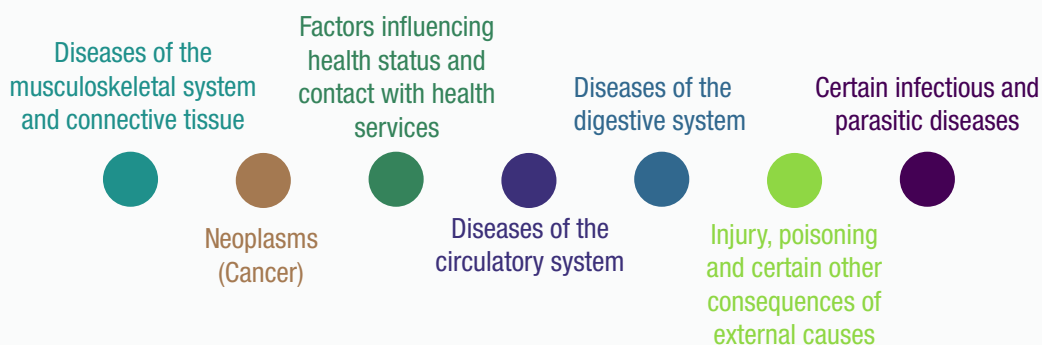 Diseases of the
musculoskeletal system
and connective tissue
Neoplasms
(Cancer)
Factors influencing
health status and
contact with health
services
Diseases of the
circulatory system
Diseases of the
digestive system
Injury, poisoning
and certain other
consequences of
external causes
Certain infectious and
parasitic diseases